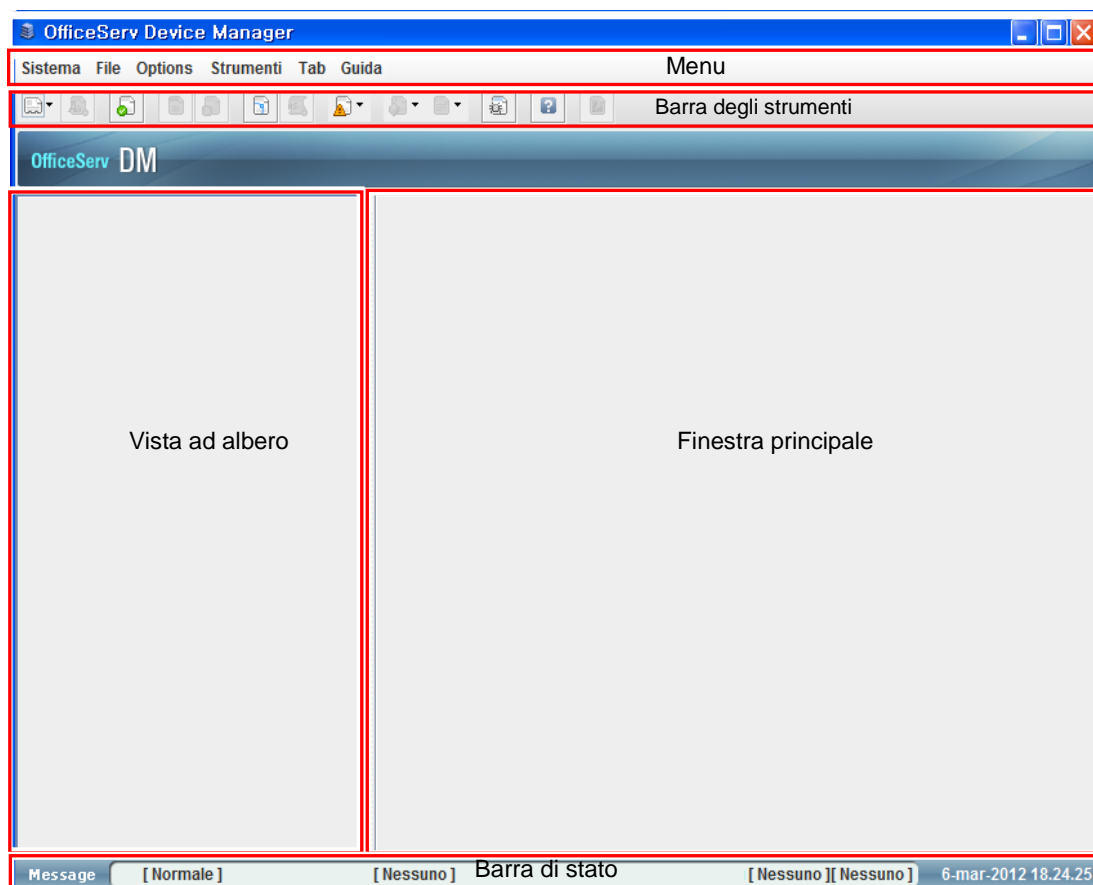 OfficeServ Device Manager
Sistema File Options Strumenti Tab Guida Menu
Barra degli strumenti
OfficeServ DM
Vista ad albero Finestra principale
Message [ Normale ] [ Nessuno ] Barra di stato [ Nessuno ][ Nessuno ] 6-mar-2012 18.24.25